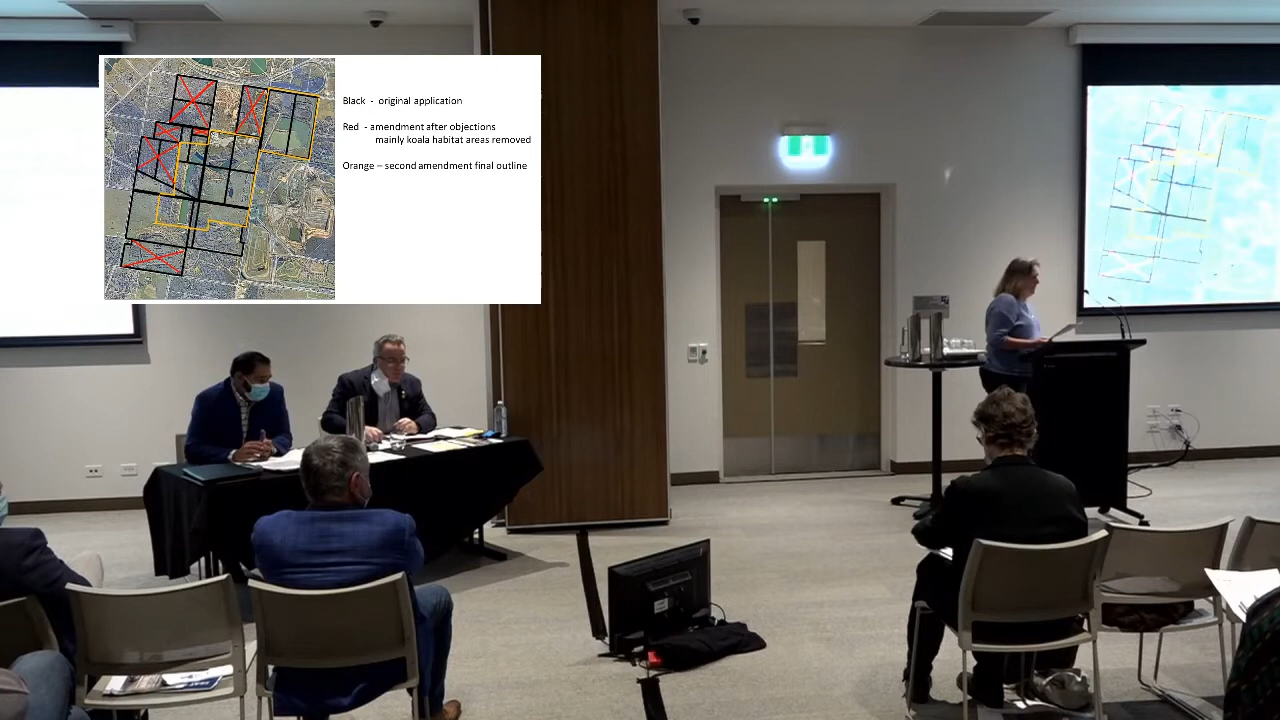 Black - original application
Red - amendment after objections
mainly koala habitat areas removed
Orange – second amendment final outline